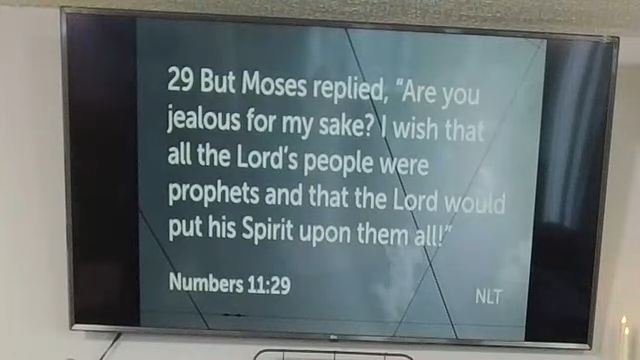 29 But Moses replied, “Are you
jealous for my sake? I wish that
all the Lord’s people were
prophets and that the Lord would
put his Spirit upon them all!”
Numbers 11:29
NLT